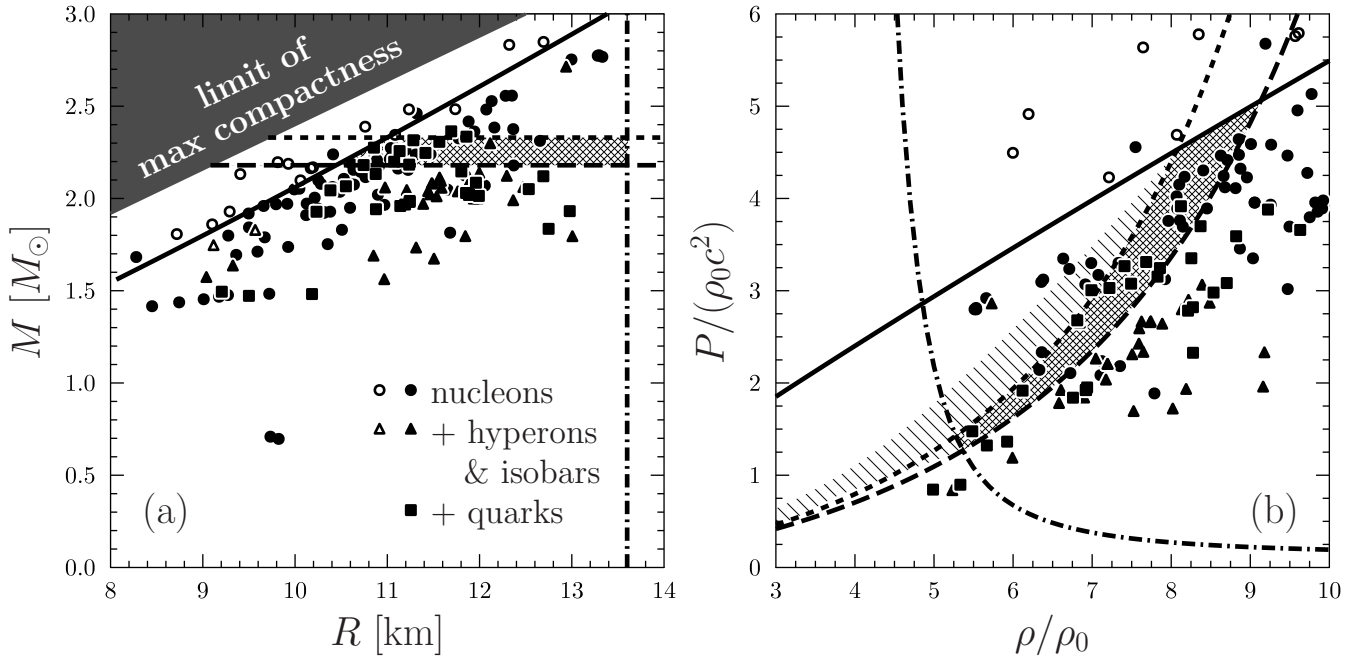 limit of
max compactness
nucleons
+ hyperons
& isobars
+ quarks
(a)
M [M⊙]
3.0
2.5
2.0
1.5
1.0
0.5
0.0
8 9 10 11 12 13 14
R [km]
(b)
P/(ρ0c²)
6
5
4
3
2
1
0
3 4 5 6 7 8 9 10
ρ/ρ0